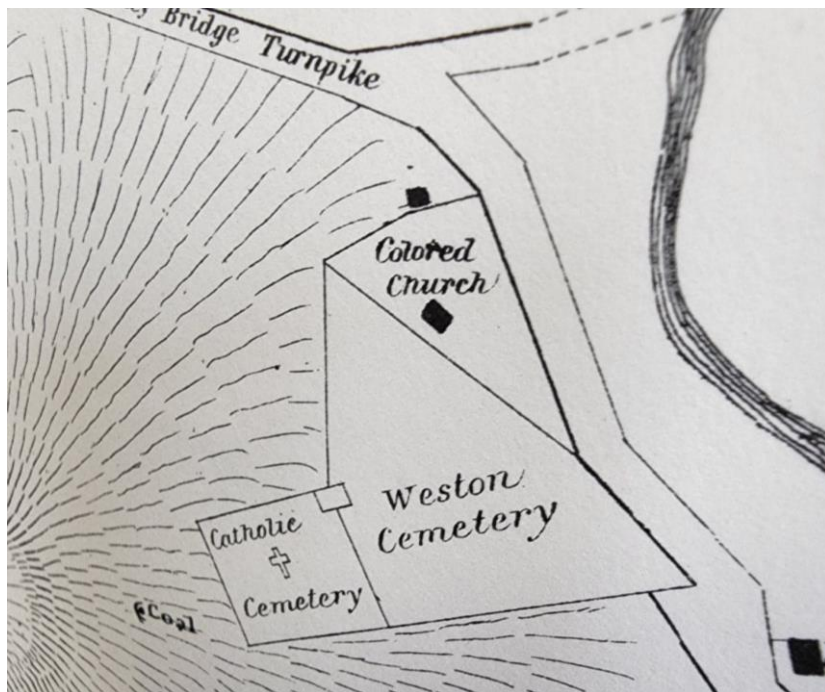 Bridge Turnpike
Colored
Church
Weston
Cemetery
Catholic
Cemetery
Coal